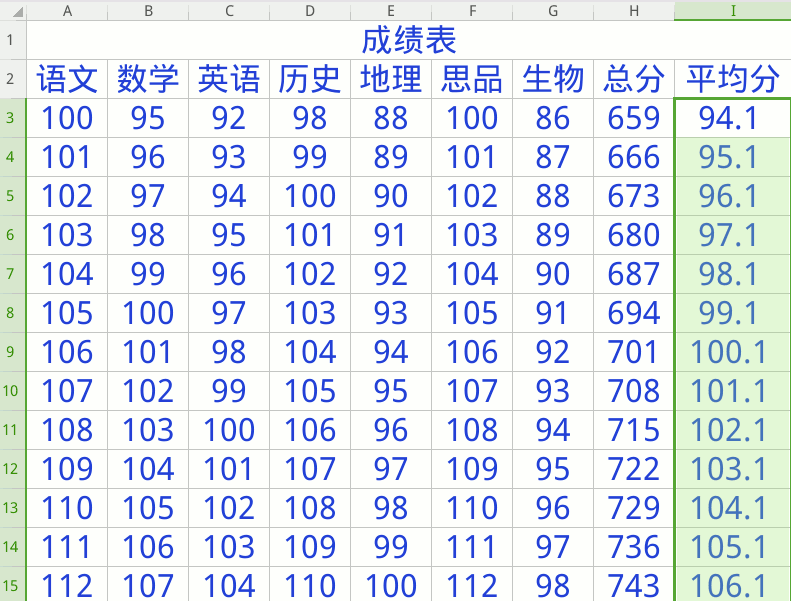 A B C D E F G H I
1 成绩表
2 语文 数学 英语 历史 地理 思品 生物 总分 平均分
3 100 95 92 98 88 100 86 659 94.1
4 101 96 93 99 89 101 87 666 95.1
5 102 97 94 100 90 102 88 673 96.1
6 103 98 95 101 91 103 89 680 97.1
7 104 99 96 102 92 104 90 687 98.1
8 105 100 97 103 93 105 91 694 99.1
9 106 101 98 104 94 106 92 701 100.1
10 107 102 99 105 95 107 93 708 101.1
11 108 103 100 106 96 108 94 715 102.1
12 109 104 101 107 97 109 95 722 103.1
13 110 105 102 108 98 110 96 729 104.1
14 111 106 103 109 99 111 97 736 105.1
15 112 107 104 110 100 112 98 743 106.1